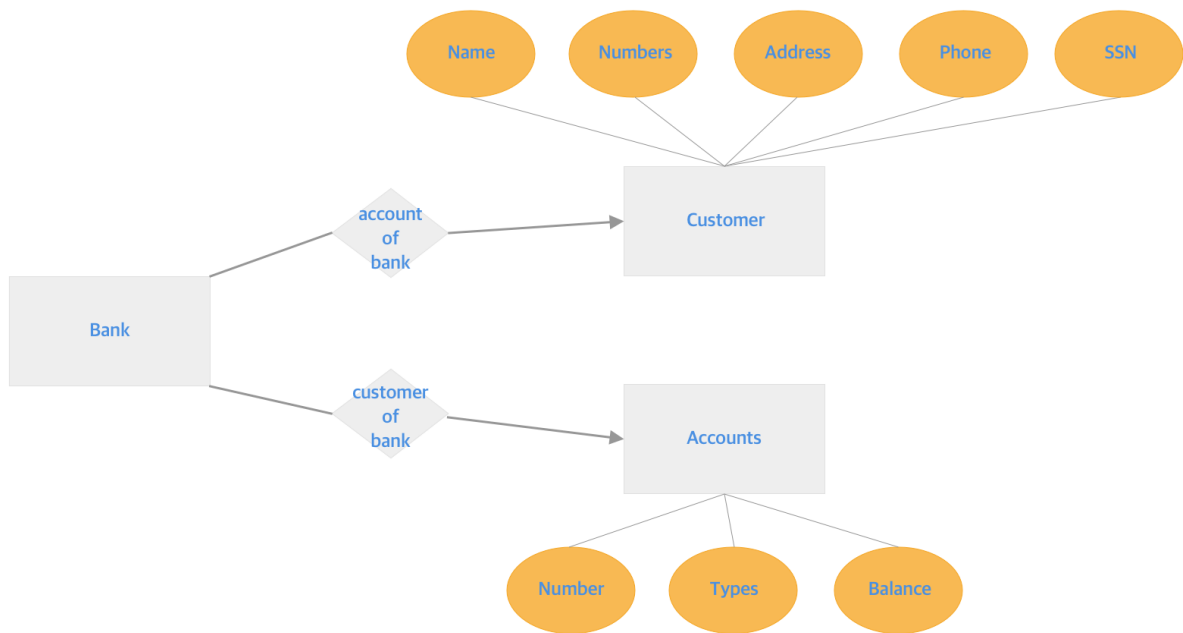 Name
Numbers
Address
Phone
SSN
account
of
bank
Customer
Bank
customer
of
bank
Accounts
Number
Types
Balance